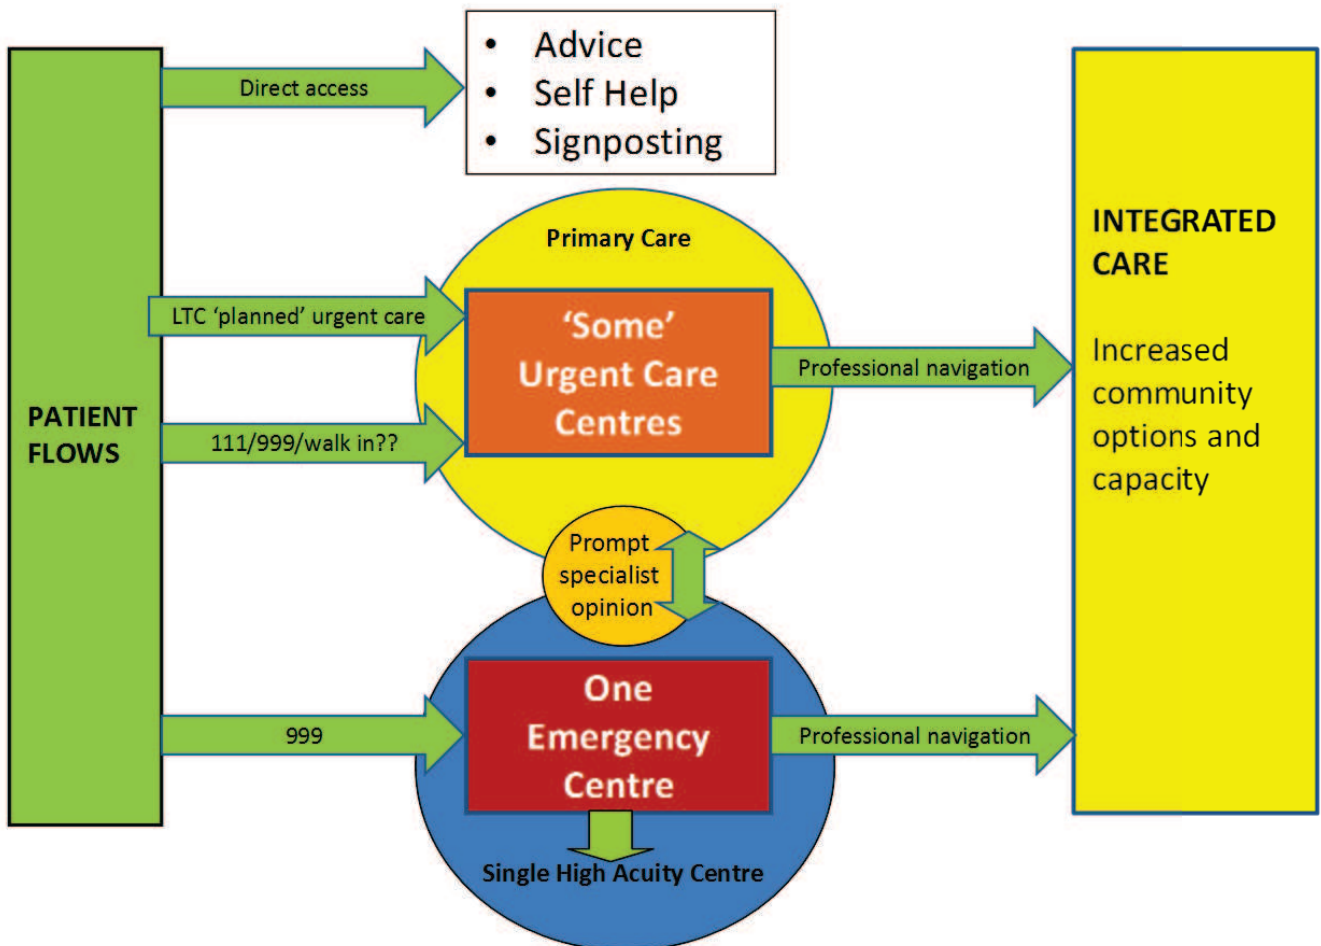 PATIENT
FLOWS
Direct access
• Advice
• Self Help
• Signposting
Primary Care
LTC ‘planned’ urgent care
‘Some’
Urgent Care
Centres
111/999/walk in??
Professional navigation
Prompt
specialist
opinion
999
One
Emergency
Centre
Professional navigation
Single High Acuity Centre
INTEGRATED
CARE
Increased
community
options and
capacity